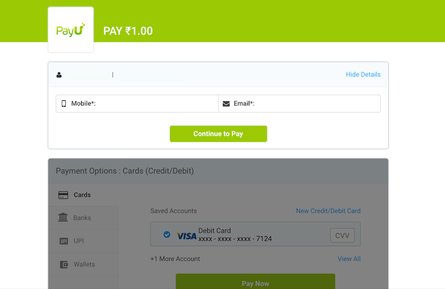 PayU
PAY ₹1.00
| Hide Details
Mobile*: Email*:
Continue to Pay
Payment Options : Cards (Credit/Debit)
Cards
Banks
UPI
Wallets
Saved Accounts New Credit/Debit Card
VISA Debit Card
xxxx - xxxx - xxxx - 7124 CVV
+1 More Account View All
Pay Now